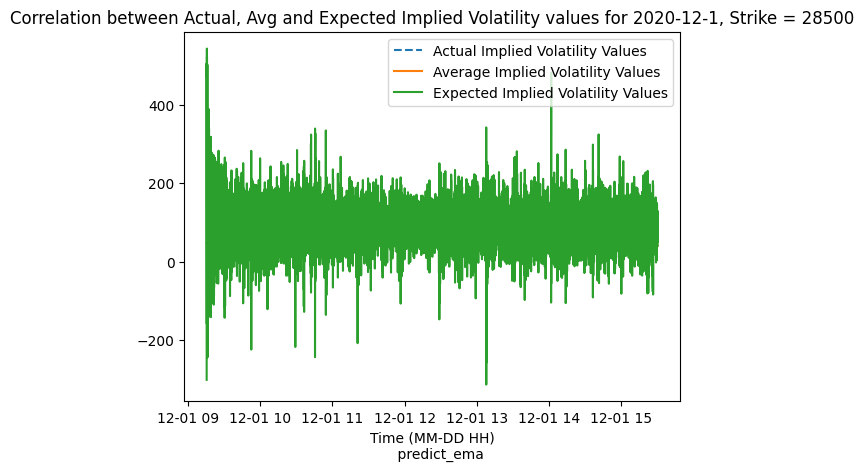 Correlation between Actual, Avg and Expected Implied Volatility values for 2020-12-1, Strike = 28500
Actual Implied Volatility Values
Average Implied Volatility Values
Expected Implied Volatility Values
400
200
0
−200
12-01 09 12-01 10 12-01 11 12-01 12 12-01 13 12-01 14 12-01 15
Time (MM-DD HH)
predict_ema